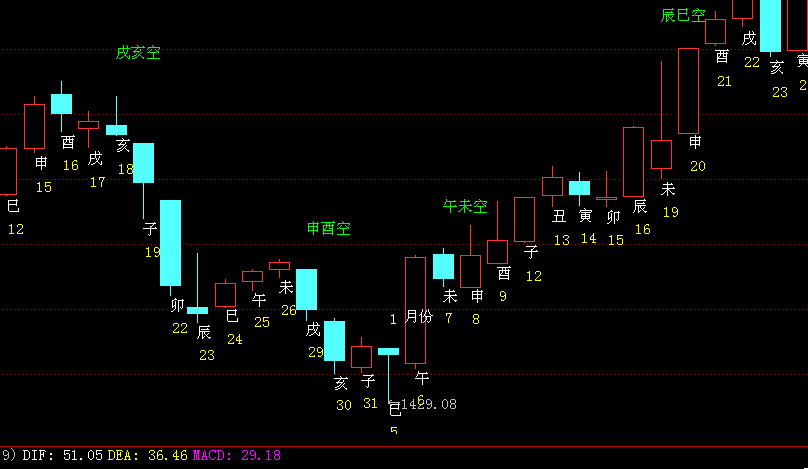 辰巳空
戌亥空
酉
21
戌
22
亥
23
寅
2
巳
12
申
15
酉
16
戌
17
亥
18
子
19
申
20
未
19
申酉空
午未空
卯
22
辰
23
巳
24
午
25
未
26
戌
29
亥
30
子
31
巳
5
1 月份
午
6
1429.08
未
7
申
8
酉
9
子
12
丑
13
寅
14
卯
15
辰
16
9) DIF: 51.05 DEA: 36.46 MACD: 29.18